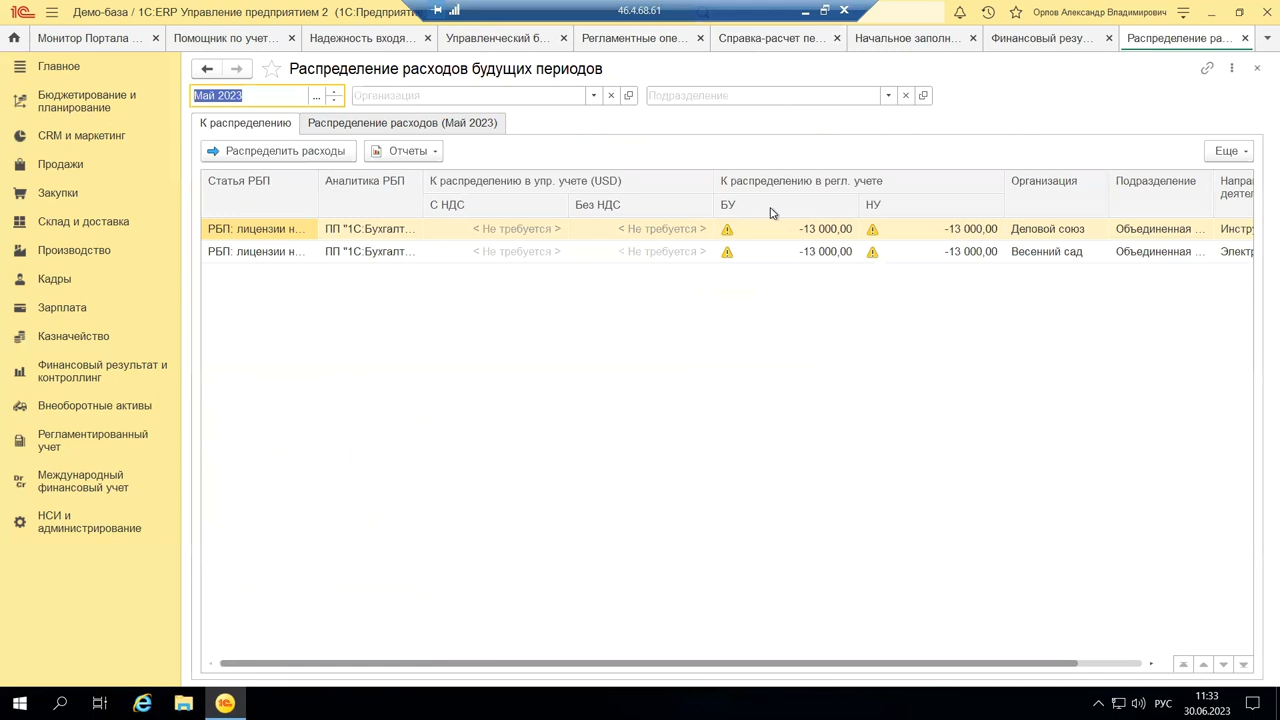 46.4.68.61
Демо-база / 1С:ERP Управление предприятием 2 (1С:Предприятие
Орлов Александр Владимирович
Монитор Портала ...
Помощник по учет...
Надежность входя...
Управленческий б...
Регламентные опе...
Справка-расчет пе...
Начальное заполн...
Финансовый резу...
Распределение ра...
Главное
Бюджетирование и
планирование
CRM и маркетинг
Продажи
Закупки
Склад и доставка
Производство
Кадры
Зарплата
Казначейство
Финансовый результат и
контроллинг
Внеоборотные активы
Регламентированный
учет
Международный
финансовый учет
НСИ и
администрирование
Распределение расходов будущих периодов
Май 2023 ... Организация Подразделение
К распределению Распределение расходов (Май 2023)
Распределить расходы Отчеты Еще
Статья РБП Аналитика РБП К распределению в упр. учете (USD) К распределению в регл. учете Организация Подразделение Направ
деятел
С НДС Без НДС БУ НУ
РБП: лицензии н... ПП "1С:Бухгалт... < Не требуется > < Не требуется > -13 000,00 -13 000,00 Деловой союз Объединенная ... Инстру
РБП: лицензии н... ПП "1С:Бухгалт... < Не требуется > < Не требуется > -13 000,00 -13 000,00 Весенний сад Объединенная ... Электр
РУС
11:33
30.06.2023